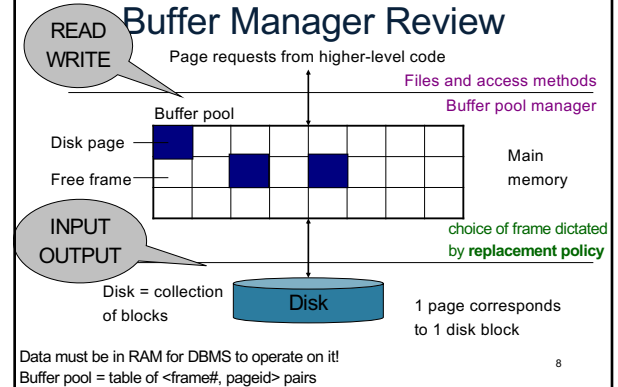 Buffer Manager Review
READ
WRITE
Page requests from higher-level code
Files and access methods
Buffer pool manager
Buffer pool
Disk page
Free frame
Main
memory
INPUT
OUTPUT
choice of frame dictated
by replacement policy
Disk = collection
of blocks
Disk
1 page corresponds
to 1 disk block
Data must be in RAM for DBMS to operate on it!
Buffer pool = table of <frame#, pageid> pairs
8